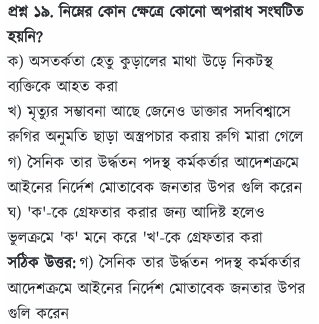 প্রশ্ন ১৯. নিম্নের কোন ক্ষেত্রে কোনো অপরাধ সংঘটিত
হয়নি?
ক) অসতর্কতা হেতু কুড়ালের মাথা উড়ে নিকটস্থ
ব্যক্তিকে আহত করা
খ) মৃত্যুর সম্ভাবনা আছে জেনেও ডাক্তার সদবিশ্বাসে
রুগির অনুমতি ছাড়া অস্ত্রপচার করায় রুগি মারা গেলে
গ) সৈনিক তার উর্দ্ধতন পদস্থ কর্মকর্তার আদেশক্রমে
আইনের নির্দেশ মোতাবেক জনতার উপর গুলি করেন
ঘ) 'ক'-কে গ্রেফতার করার জন্য আদিষ্ট হলেও
ভুলক্রমে 'ক' মনে করে 'খ'-কে গ্রেফতার করা
সঠিক উত্তর: গ) সৈনিক তার উর্দ্ধতন পদস্থ কর্মকর্তার
আদেশক্রমে আইনের নির্দেশ মোতাবেক জনতার উপর
গুলি করেন